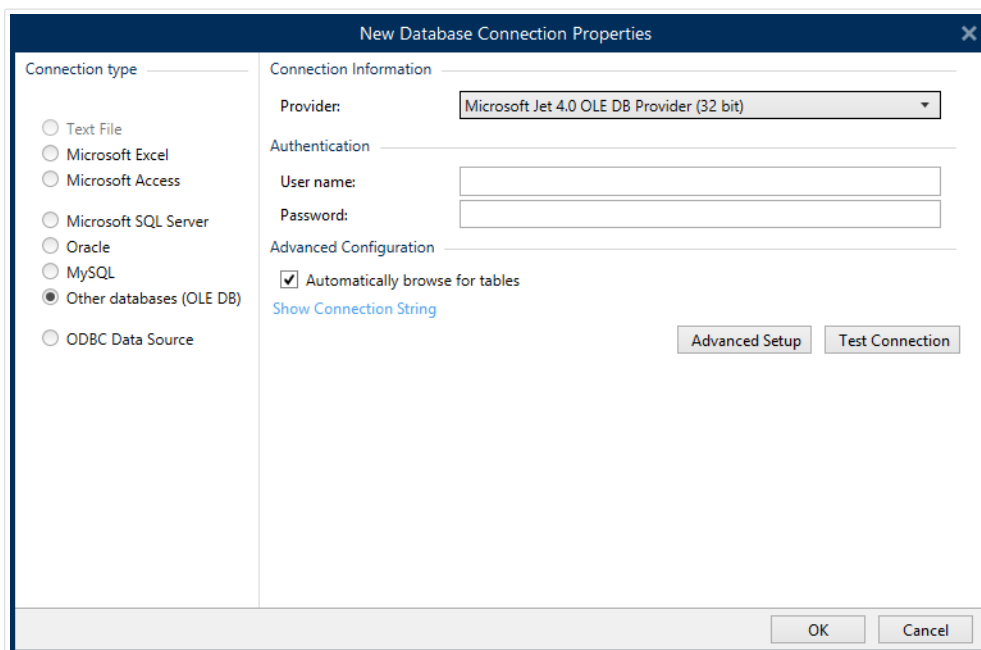 New Database Connection Properties
Connection type
Text File
Microsoft Excel
Microsoft Access
Microsoft SQL Server
Oracle
MySQL
Other databases (OLE DB)
ODBC Data Source
Connection Information
Provider:
Microsoft Jet 4.0 OLE DB Provider (32 bit)
Authentication
User name:
Password:
Advanced Configuration
Automatically browse for tables
Show Connection String
Advanced Setup
Test Connection
OK
Cancel